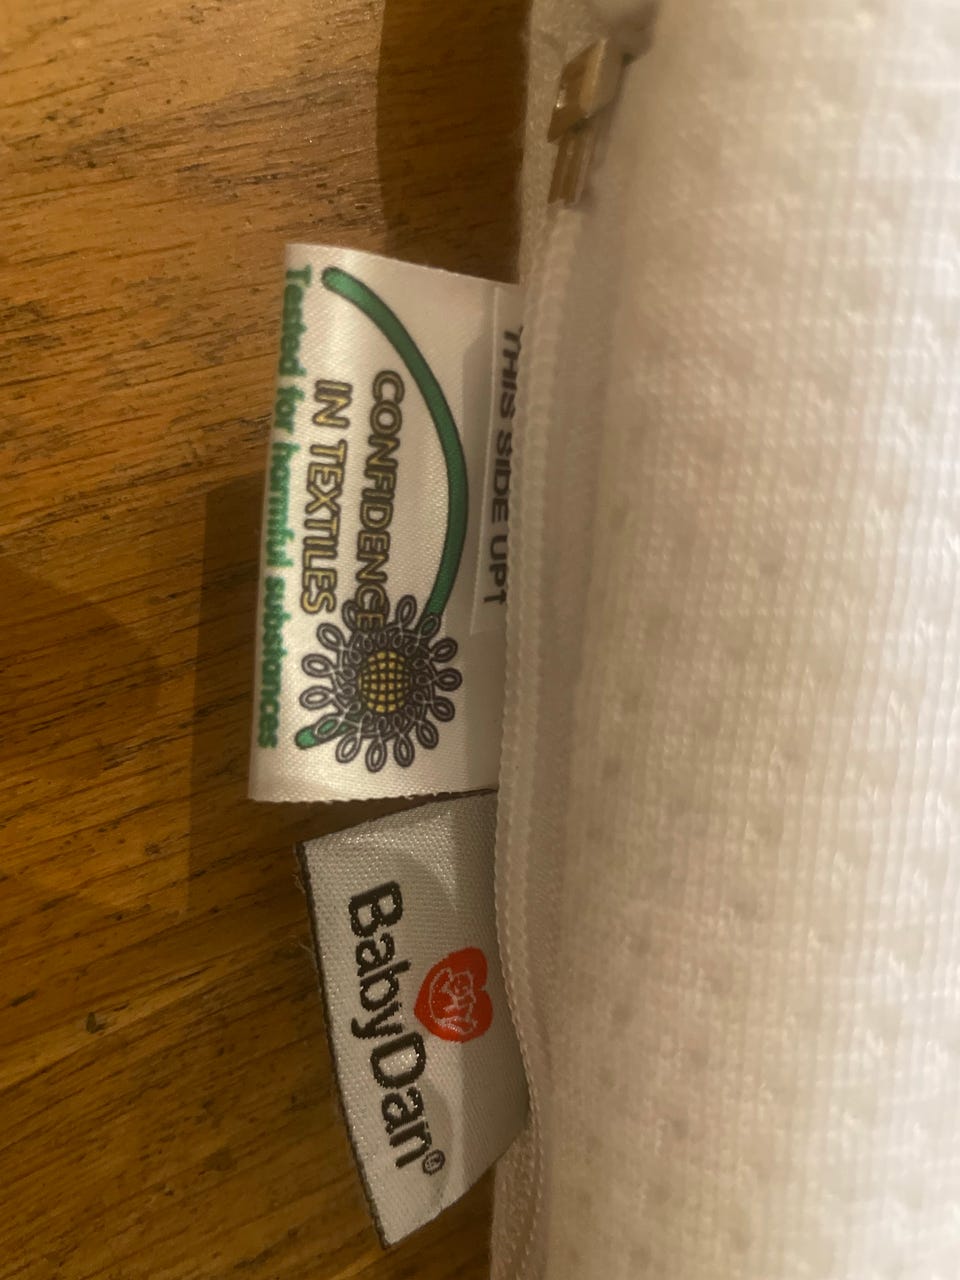 THIS SIDE UP↑
CONFIDENCE
IN TEXTILES
Tested for harmful substances
BabyDan®